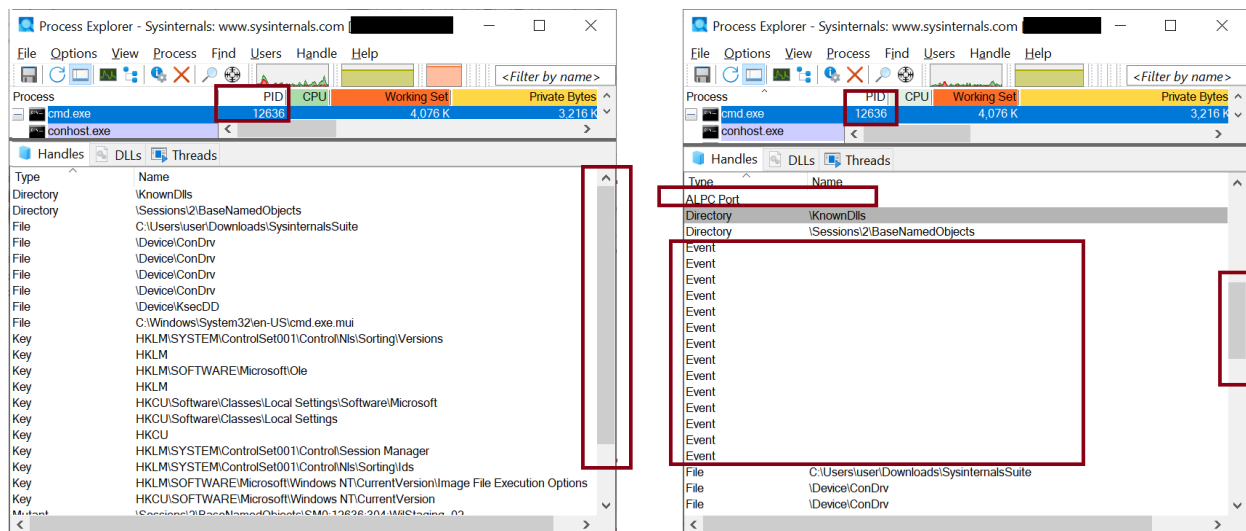 Process Explorer - Sysinternals: www.sysinternals.com [
File Options View Process Find Users Handle Help
<Filter by name>
Process PID CPU Working Set Private Bytes
cmd.exe 12636 4,076 K 3,216 K
conhost.exe
Handles DLLs Threads
Type Name
Directory \KnownDlls
Directory \Sessions\2\BaseNamedObjects
File C:\Users\user\Downloads\SysinternalsSuite
File \Device\ConDrv
File \Device\ConDrv
File \Device\ConDrv
File \Device\ConDrv
File \Device\KsecDD
File C:\Windows\System32\en-US\cmd.exe.mui
Key HKLM\SYSTEM\ControlSet001\Control\Nls\Sorting\Versions
Key HKLM
Key HKLM\SOFTWARE\Microsoft\Ole
Key HKLM
Key HKCU\Software\Classes\Local Settings\Software\Microsoft
Key HKCU\Software\Classes\Local Settings
Key HKCU
Key HKLM\SYSTEM\ControlSet001\Control\Session Manager
Key HKLM\SYSTEM\ControlSet001\Control\Nls\Sorting\Ids
Key HKLM\SOFTWARE\Microsoft\Windows NT\CurrentVersion\Image File Execution Options
Key HKCU\SOFTWARE\Microsoft\Windows NT\CurrentVersion
Mutant \Sessions\2\BaseNamedObjects\SM0:12636:304:WilStaging_02
Process Explorer - Sysinternals: www.sysinternals.com [
File Options View Process Find Users Handle Help
<Filter by name>
Process PID CPU Working Set Private Bytes
cmd.exe 12636 4,076 K 3,216 K
conhost.exe
Handles DLLs Threads
Type Name
ALPC Port
Directory \KnownDlls
Directory \Sessions\2\BaseNamedObjects
Event
Event
Event
Event
Event
Event
Event
Event
Event
Event
Event
Event
Event
Event
File C:\Users\user\Downloads\SysinternalsSuite
File \Device\ConDrv
File \Device\ConDrv